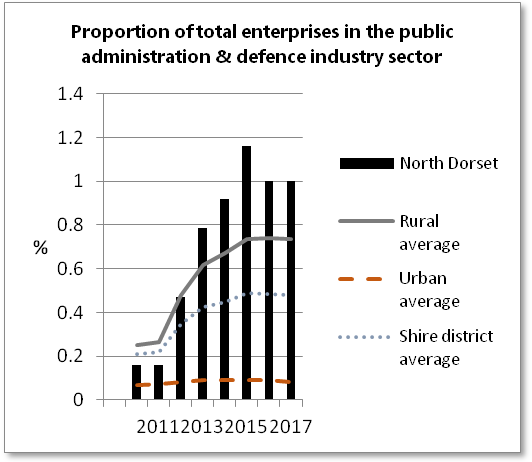 Proportion of total enterprises in the public
administration & defence industry sector
1.4
1.2
1
0.8
0.6
0.4
0.2
0
%
2011 2013 2015 2017
North Dorset
Rural
average
Urban
average
Shire district
average